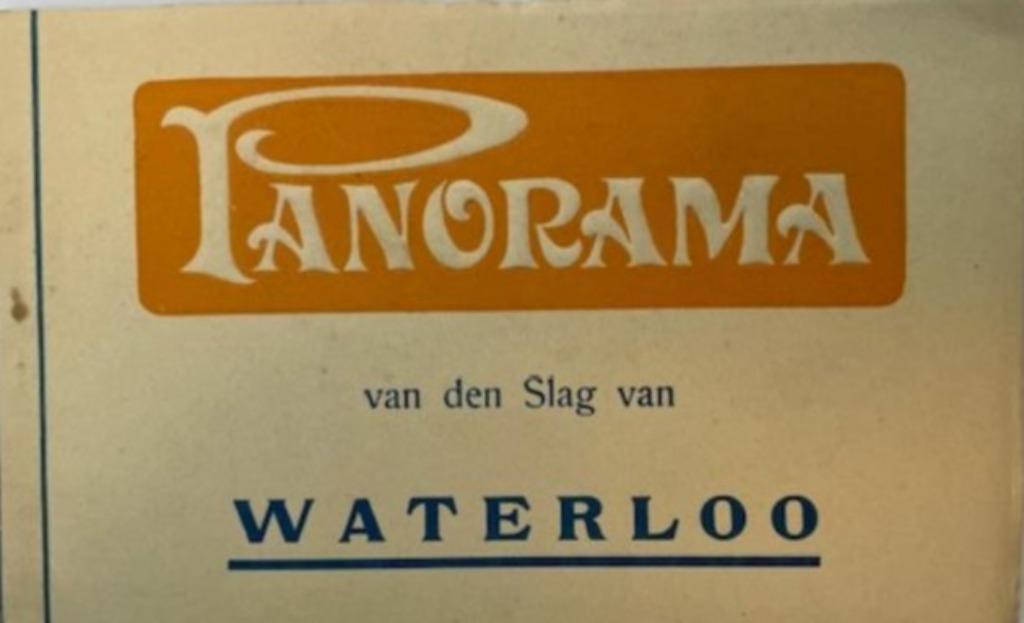 PANORAMA
van den Slag van
WATERLOO